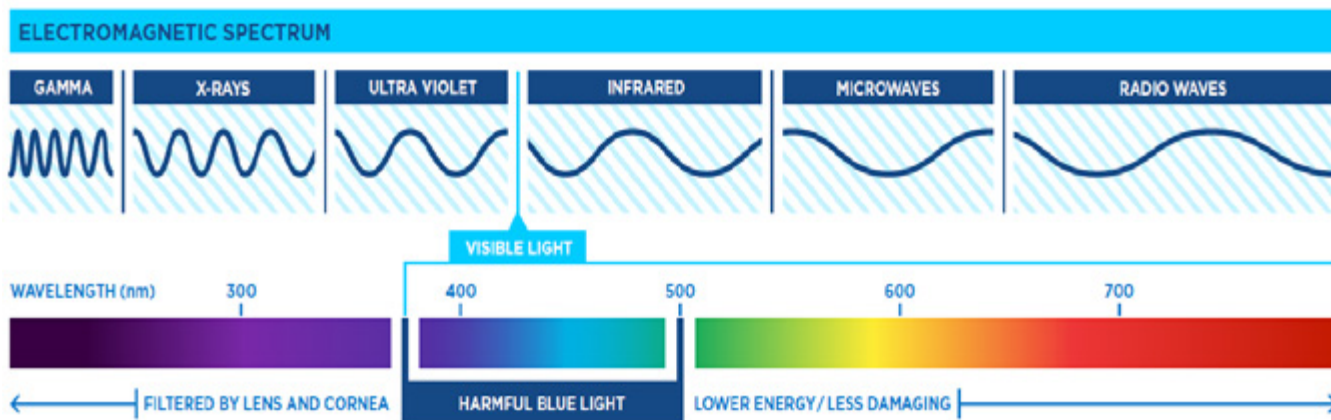 ELECTROMAGNETIC SPECTRUM
GAMMA X-RAYS ULTRA VIOLET INFRARED MICROWAVES RADIO WAVES
VISIBLE LIGHT
WAVELENGTH (nm) 300 400 500 600 700
FILTERED BY LENS AND CORNEA HARMFUL BLUE LIGHT LOWER ENERGY/LESS DAMAGING